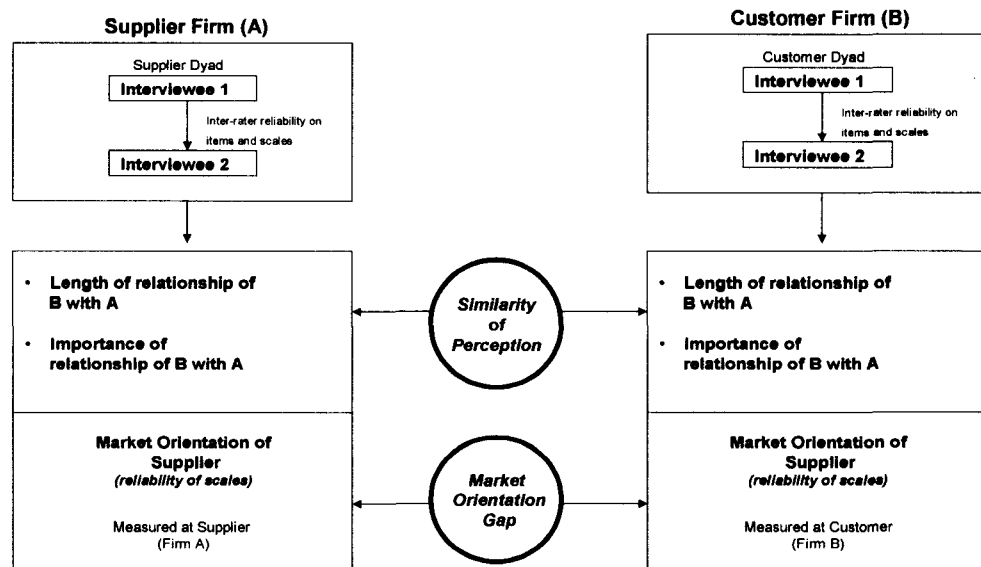 Supplier Firm (A)
Supplier Dyad
Interviewee 1
Inter-rater reliability on
items and scales
Interviewee 2
• Length of relationship of
B with A
• Importance of
relationship of B with A
Market Orientation of
Supplier
(reliability of scales)
Measured at Supplier
(Firm A)
Similarity
of
Perception
Market
Orientation
Gap
Customer Firm (B)
Customer Dyad
Interviewee 1
Inter-rater reliability on
items and scales
Interviewee 2
• Length of relationship of
B with A
• Importance of
relationship of B with A
Market Orientation of
Supplier
(reliability of scales)
Measured at Customer
(Firm B)